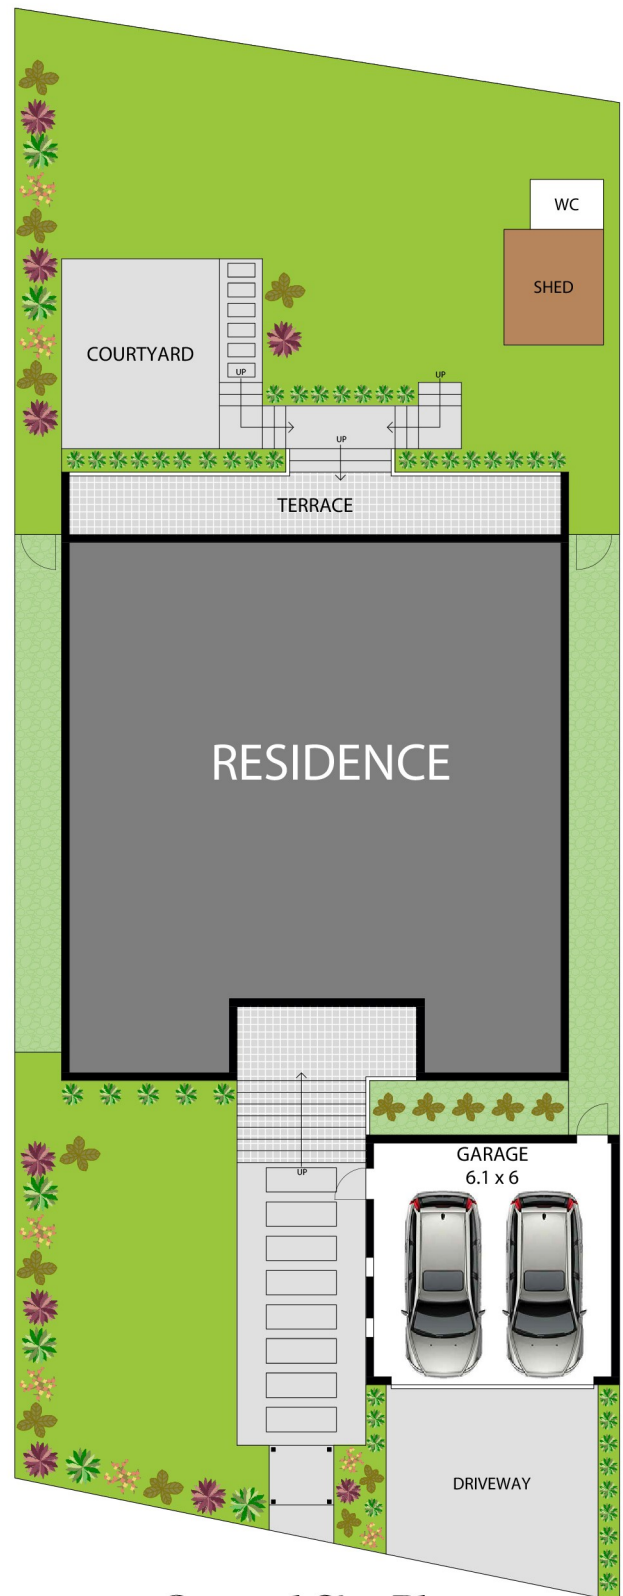 WC
SHED
COURTYARD
UP
UP
UP
TERRACE
RESIDENCE
GARAGE
6.1 x 6
UP
DRIVEWAY